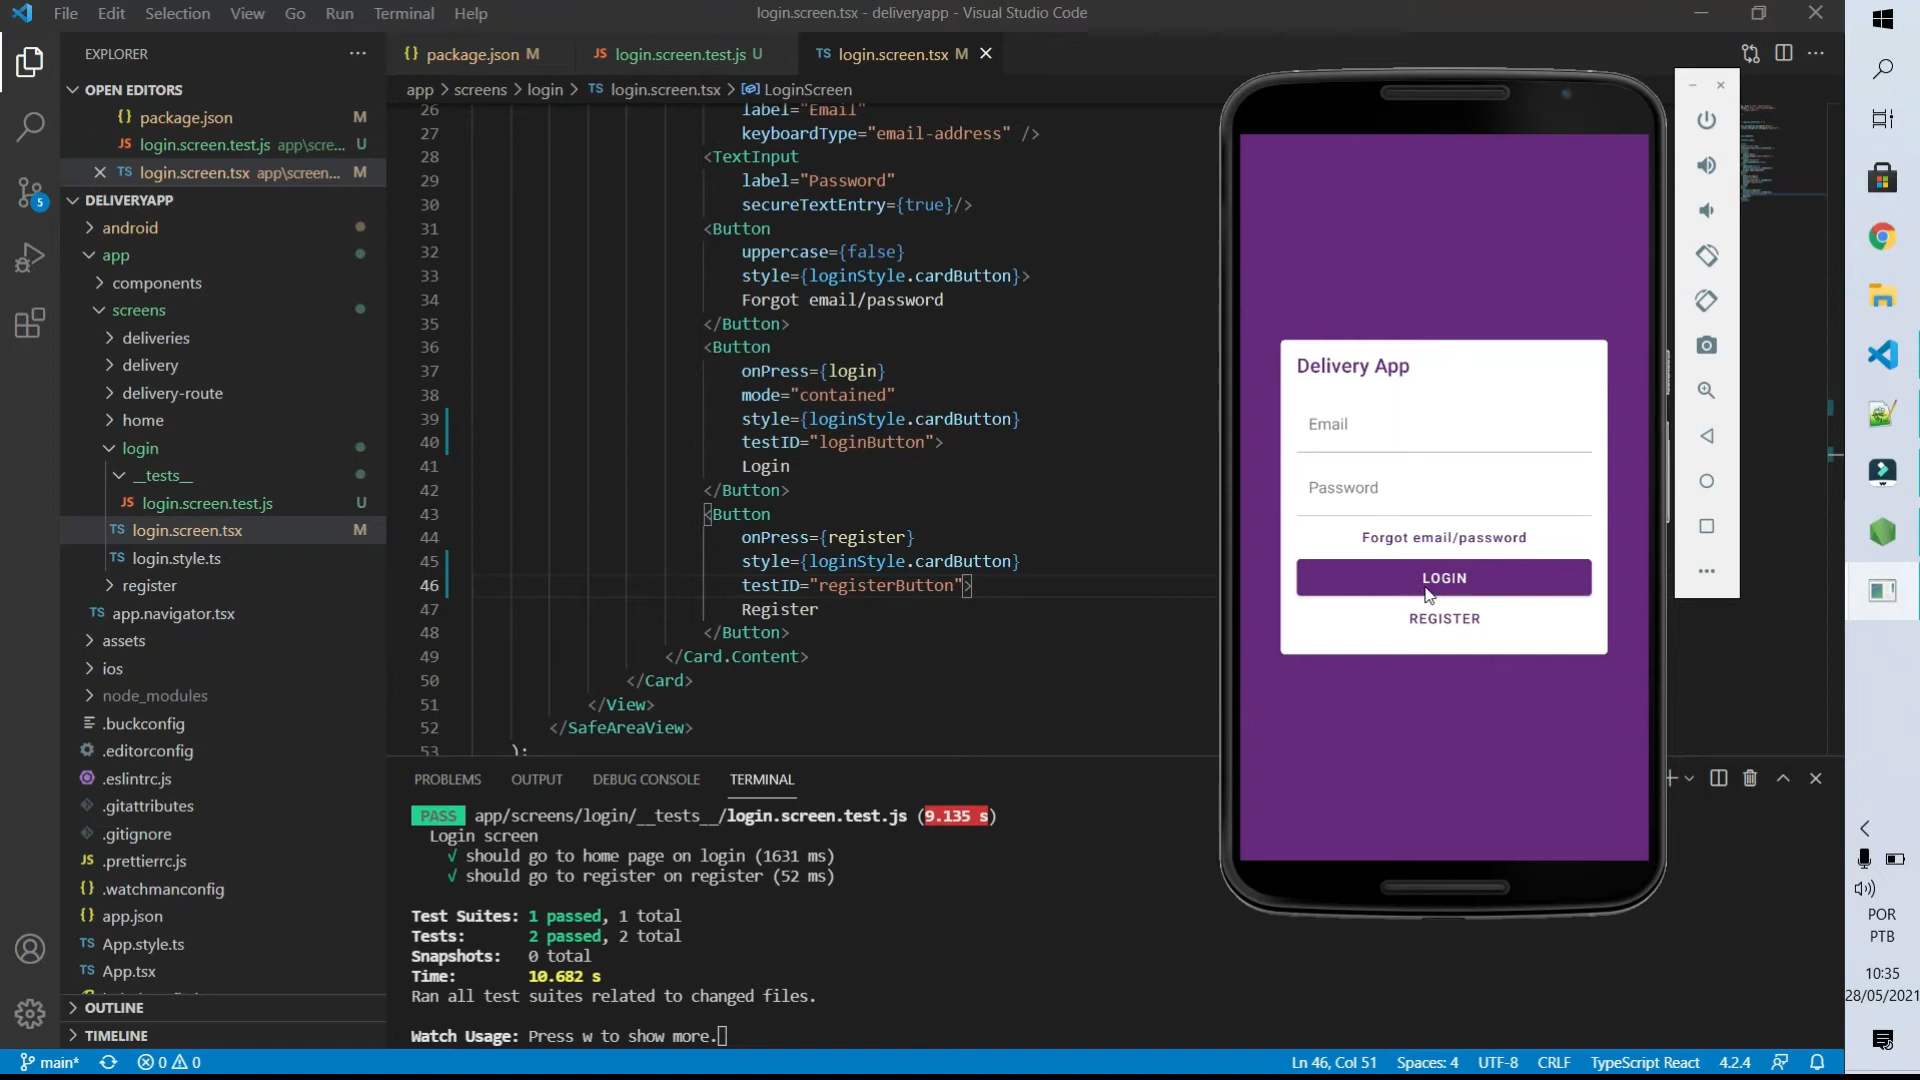 File Edit Selection View Go Run Terminal Help
login.screen.tsx - deliveryapp - Visual Studio Code
EXPLORER
OPEN EDITORS
package.json M
login.screen.test.js app\scre... U
login.screen.tsx app\screen... M
DELIVERYAPP
android
app
components
screens
deliveries
delivery
delivery-route
home
login
__tests__
JS login.screen.test.js U
TS login.screen.tsx M
TS login.style.ts
register
TS app.navigator.tsx
assets
ios
node_modules
.buckconfig
.editorconfig
.eslintrc.js
.gitattributes
.gitignore
JS .prettierrc.js
{} .watchmanconfig
{} app.json
TS App.style.ts
TS App.tsx
OUTLINE
TIMELINE
{} package.json M
JS login.screen.test.js U
TS login.screen.tsx M
app > screens > login > TS login.screen.tsx > LoginScreen
26 label="Email"
27 keyboardType="email-address" />
28 <TextInput
29 label="Password"
30 secureTextEntry={true}/>
31 <Button
32 uppercase={false}
33 style={loginStyle.cardButton}>
34 Forgot email/password
35 </Button>
36 <Button
37 onPress={login}
38 mode="contained"
39 style={loginStyle.cardButton}
40 testID="loginButton">
41 Login
42 </Button>
43 <Button
44 onPress={register}
45 style={loginStyle.cardButton}
46 testID="registerButton">
47 Register
48 </Button>
49 </Card.Content>
50 </Card>
51 </View>
52 </SafeAreaView>
53 );
PROBLEMS OUTPUT DEBUG CONSOLE TERMINAL
PASS app/screens/login/__tests__/login.screen.test.js (9.135 s)
Login screen
√ should go to home page on login (1631 ms)
√ should go to register on register (52 ms)
Test Suites: 1 passed, 1 total
Tests: 2 passed, 2 total
Snapshots: 0 total
Time: 10.682 s
Ran all test suites related to changed files.
Watch Usage: Press w to show more.
Delivery App
Email
Password
Forgot email/password
LOGIN
REGISTER
5
main* 0 0
Ln 46, Col 51 Spaces: 4 UTF-8 CRLF TypeScript React 4.2.4
POR
PTB
10:35
28/05/2021